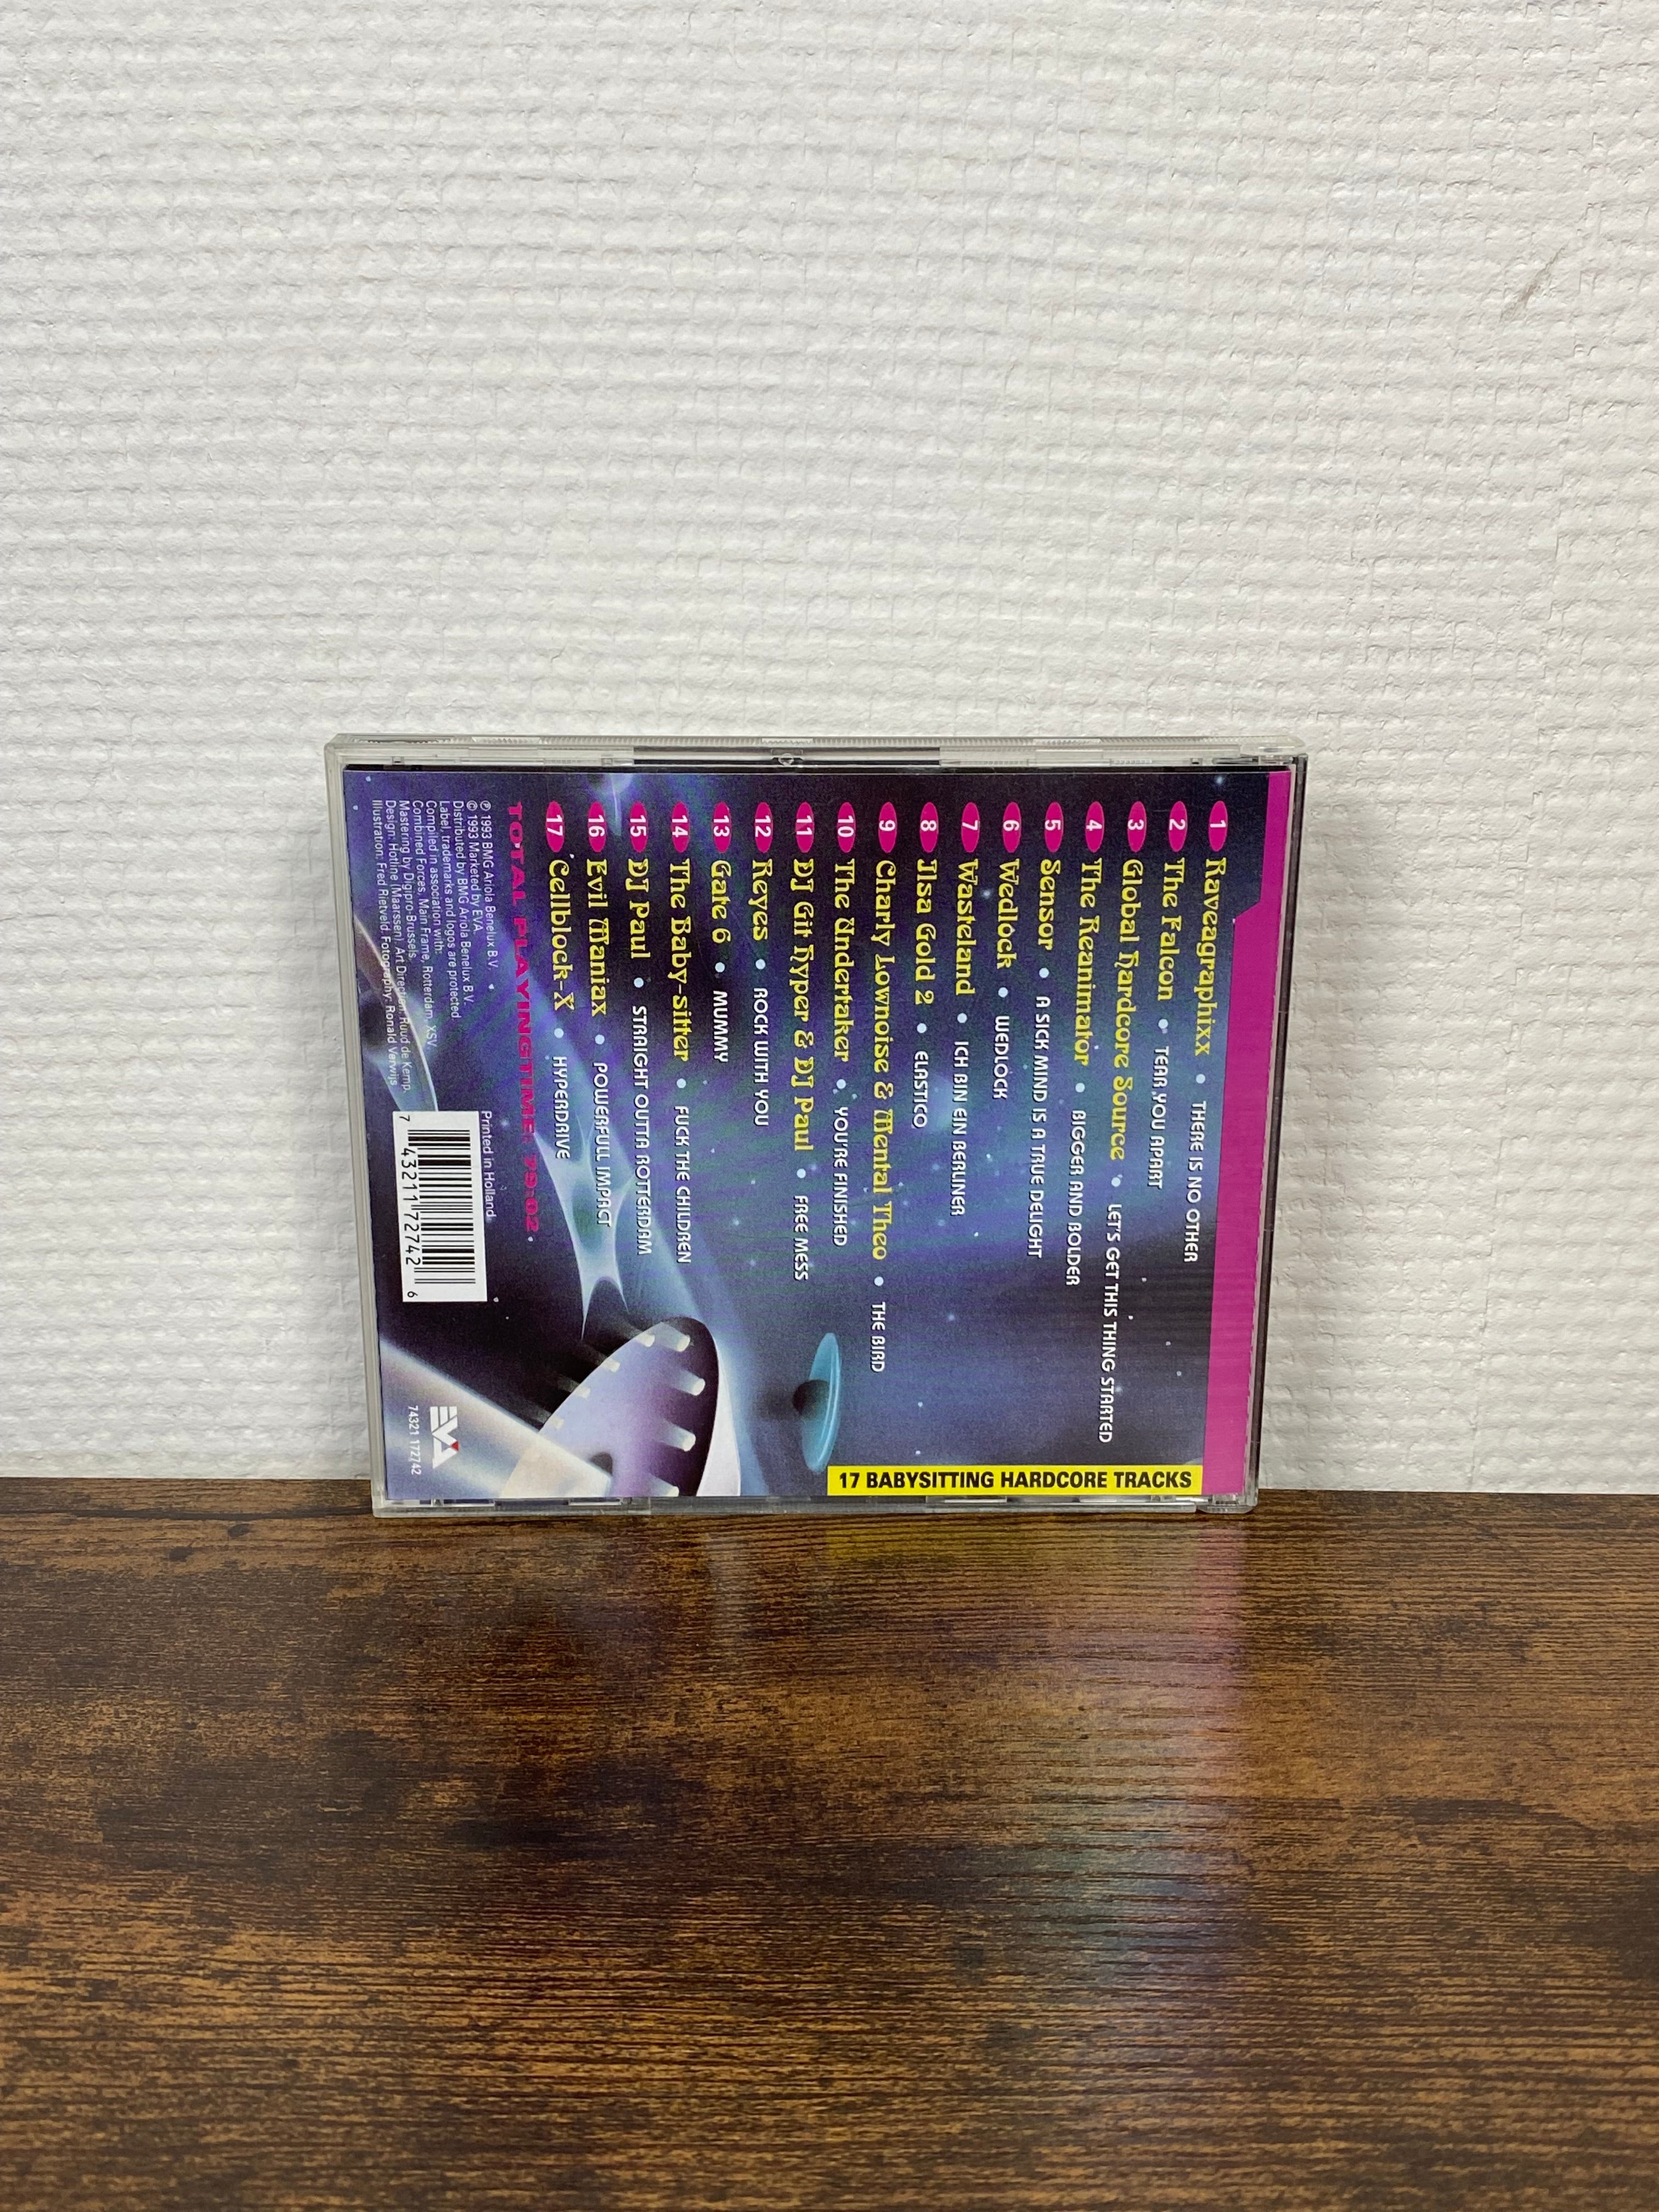 17 BABYSITTING HARDCORE TRACKS
1 Raveagraphixx • THERE IS NO OTHER
2 The Falcon • TEAR YOU APART
3 Global Hardcore Source • LET'S GET THIS THING STARTED
4 The Reanimator • BIGGER AND BOLDER
5 Sensor • A SICK MIND IS A TRUE DELIGHT
6 Wedlock • WEDLOCK
7 Wasteland • ICH BIN EIN BERLINER
8 Ilsa Gold 2 • ELASTICO
9 Charly Lownoise & Mental Theo • THE BIRD
10 The Undertaker • YOU'RE FINISHED
11 DJ Git Hyper & DJ Paul • FREE MESS
12 Reyes • ROCK WITH YOU
13 Gate 6 • MUMMY
14 The Baby-sitter • FUCK THE CHILDREN
15 DJ Paul • STRAIGHT OUTTA ROTTERDAM
16 Evil Maniax • POWERFULL IMPACT
17 Cellblock-X • HYPERDRIVE
TOTAL PLAYINGTIME: 79:02
℗ 1993 BMG Ariola Benelux B.V.
© 1993 Marketed by EVA.
Distributed by BMG Ariola Benelux B.V.
Label, trademarks and logos are protected.
Compiled in association with:
Combined Forces, Main Frame, Rotterdam, XSV.
Mastering by Digipro-Brussels.
Design: Hotline (Maarssen). Art Direction: Ruud de Kemp.
Illustration: Fred Rietveld. Fotography: Ronald Verwijs
Printed in Holland.
7 43211 72742 6
EVA
74321 172742